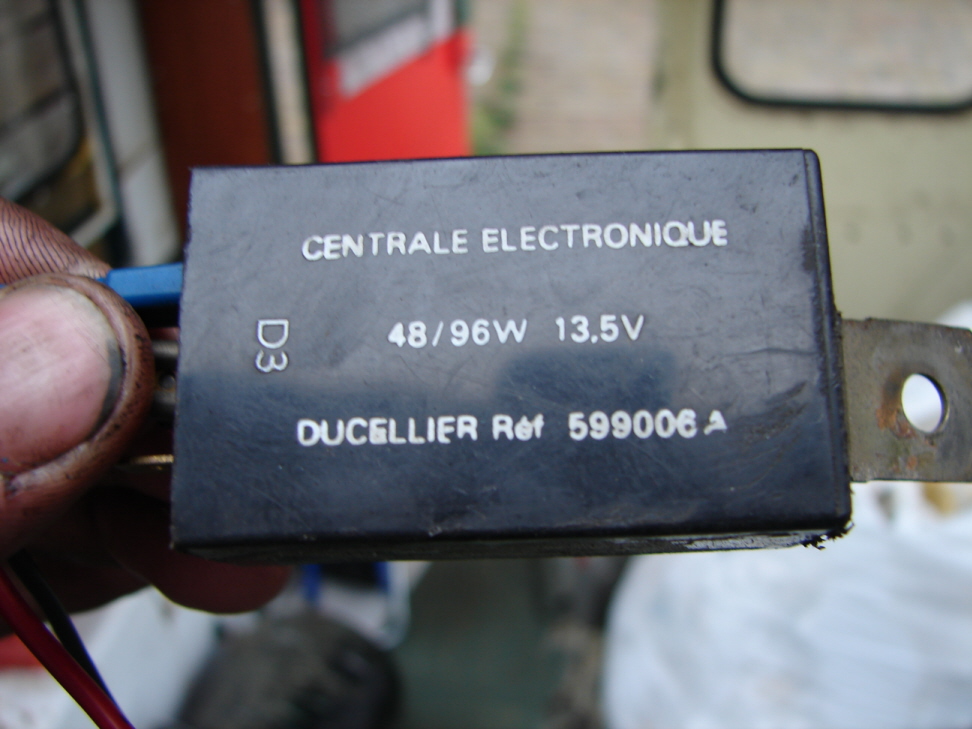 CENTRALE ELECTRONIQUE
D3
48/96W 13,5V
DUCELLIER Réf 599006 A